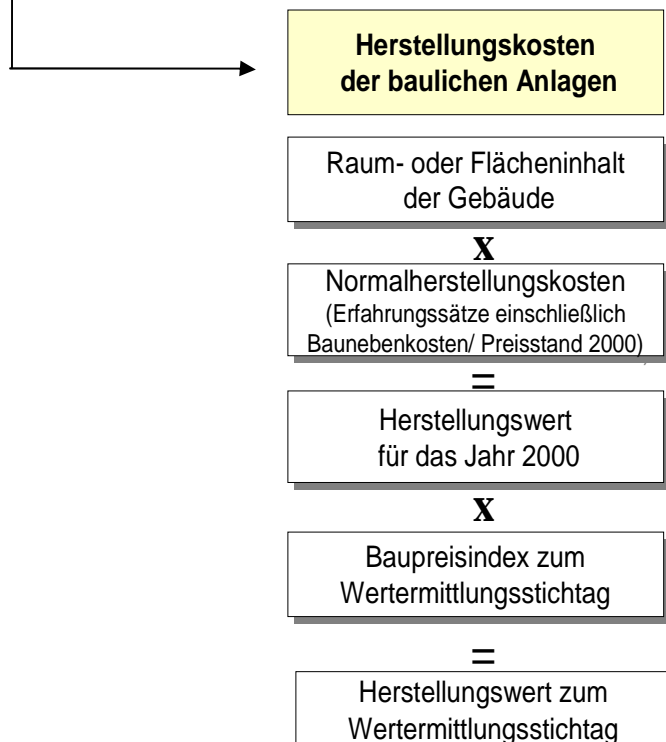 Herstellungskosten
der baulichen Anlagen
Raum- oder Flächeninhalt
der Gebäude
x
Normalherstellungskosten
(Erfahrungssätze einschließlich
Baunebenkosten/ Preisstand 2000)
=
Herstellungswert
für das Jahr 2000
x
Baupreisindex zum
Wertermittlungsstichtag
=
Herstellungswert zum
Wertermittlungsstichtag